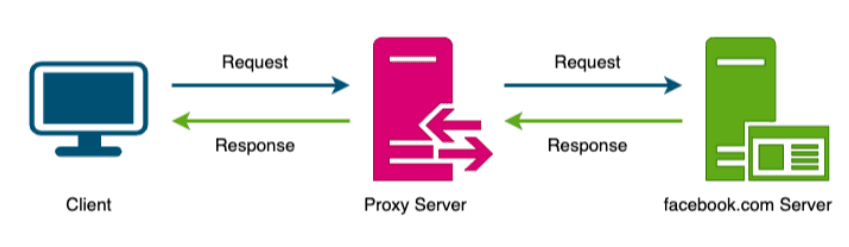 Request
Request
Response
Response
Client
Proxy Server
facebook.com Server